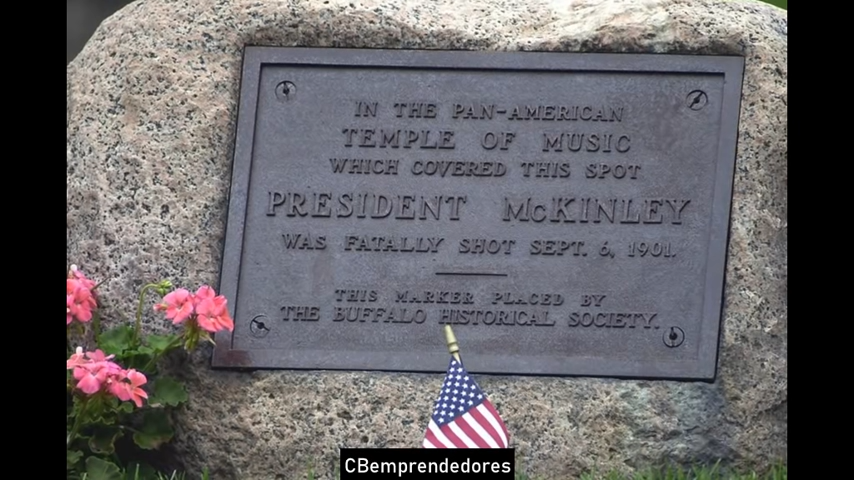 IN THE PAN-AMERICAN
TEMPLE OF MUSIC
WHICH COVERED THIS SPOT
PRESIDENT McKINLEY
WAS FATALLY SHOT SEPT. 6, 1901.
THIS MARKER PLACED BY
THE BUFFALO HISTORICAL SOCIETY.
CBemprendedores